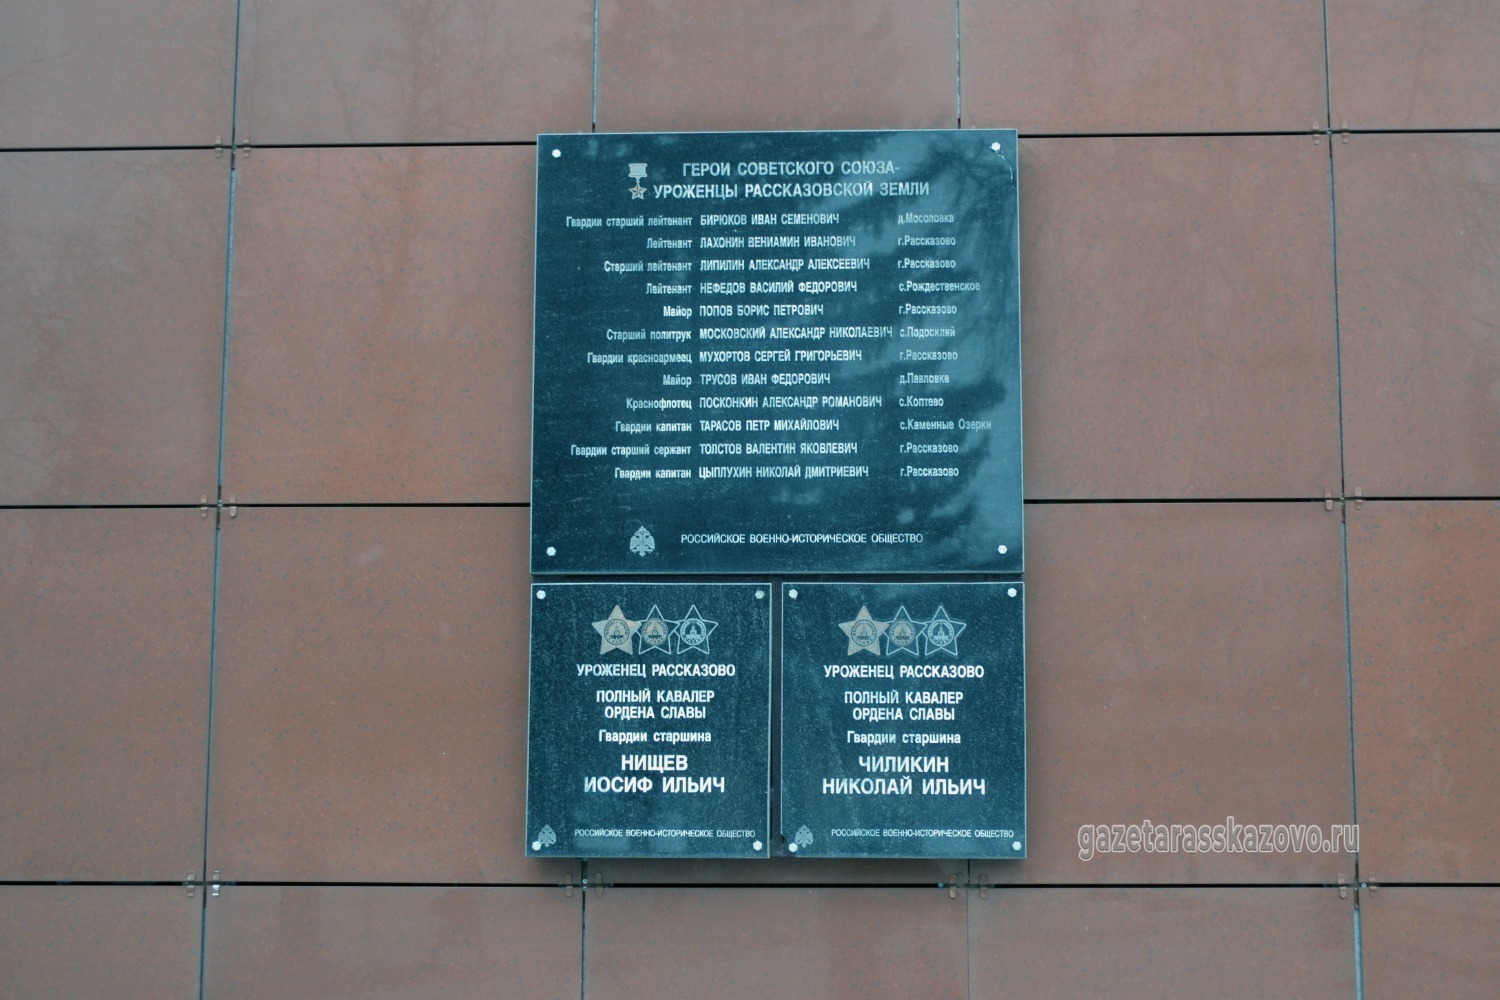 ГЕРОИ СОВЕТСКОГО СОЮЗА-
УРОЖЕНЦЫ РАССКАЗОВСКОЙ ЗЕМЛИ
Гвардии старший лейтенант БИРЮКОВ ИВАН СЕМЕНОВИЧ д.Мосоловка
Лейтенант ЛАХОНИН ВЕНИАМИН ИВАНОВИЧ г.Рассказово
Старший лейтенант ЛИПИЛИН АЛЕКСАНДР АЛЕКСЕЕВИЧ г.Рассказово
Лейтенант НЕФЕДОВ ВАСИЛИЙ ФЕДОРОВИЧ с.Рождественское
Майор ПОПОВ БОРИС ПЕТРОВИЧ г.Рассказово
Старший политрук МОСКОВСКИЙ АЛЕКСАНДР НИКОЛАЕВИЧ с.Подоскляй
Гвардии красноармеец МУХОРТОВ СЕРГЕЙ ГРИГОРЬЕВИЧ г.Рассказово
Майор ТРУСОВ ИВАН ФЕДОРОВИЧ д.Павловка
Краснофлотец ПОСКОНКИН АЛЕКСАНДР РОМАНОВИЧ с.Коптево
Гвардии капитан ТАРАСОВ ПЕТР МИХАЙЛОВИЧ с.Каменные Озерки
Гвардии старший сержант ТОЛСТОВ ВАЛЕНТИН ЯКОВЛЕВИЧ г.Рассказово
Гвардии капитан ЦЫПЛУХИН НИКОЛАЙ ДМИТРИЕВИЧ г.Рассказово
РОССИЙСКОЕ ВОЕННО-ИСТОРИЧЕСКОЕ ОБЩЕСТВО
УРОЖЕНЕЦ РАССКАЗОВО
ПОЛНЫЙ КАВАЛЕР
ОРДЕНА СЛАВЫ
Гвардии старшина
НИЩЕВ
ИОСИФ ИЛЬИЧ
РОССИЙСКОЕ ВОЕННО-ИСТОРИЧЕСКОЕ ОБЩЕСТВО
УРОЖЕНЕЦ РАССКАЗОВО
ПОЛНЫЙ КАВАЛЕР
ОРДЕНА СЛАВЫ
Гвардии старшина
ЧИЛИКИН
НИКОЛАЙ ИЛЬИЧ
РОССИЙСКОЕ ВОЕННО-ИСТОРИЧЕСКОЕ ОБЩЕСТВО
gazetarasskazovo.ru